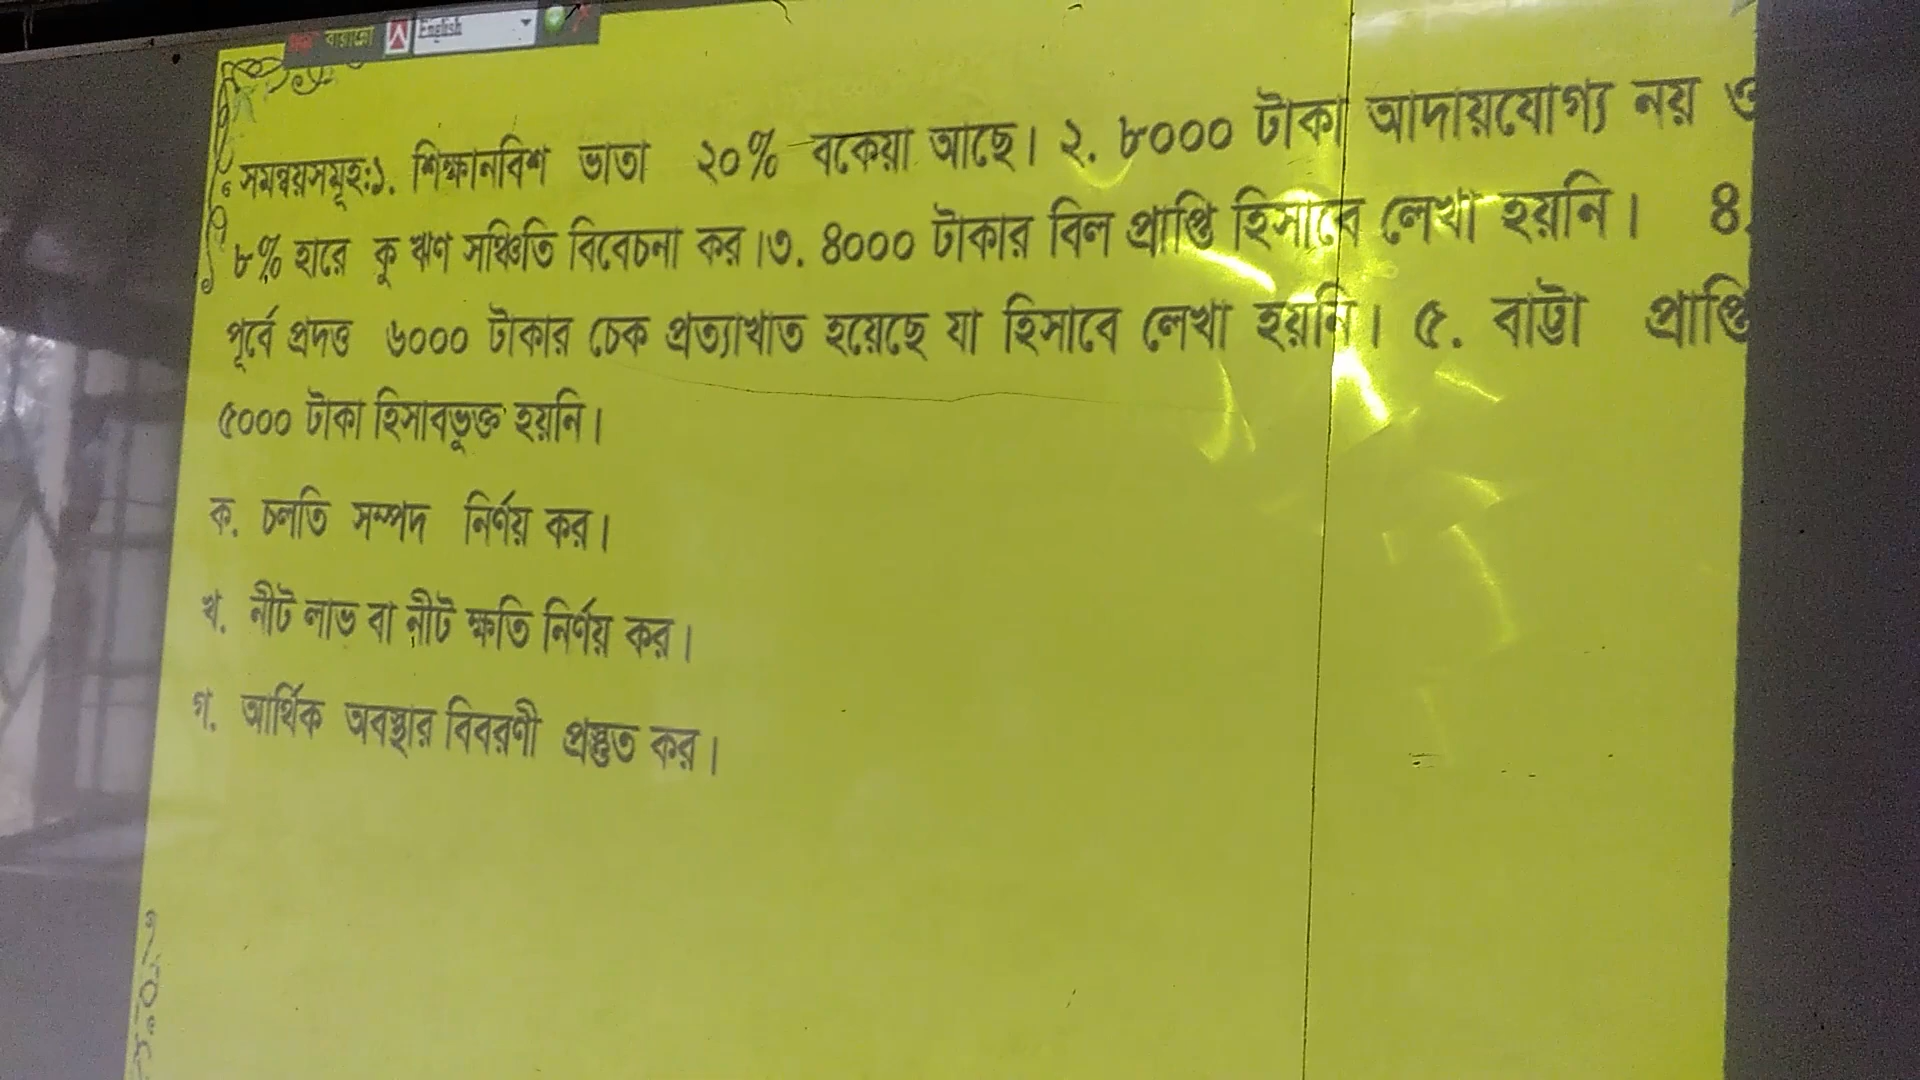 বায়ান্নো English
সমন্বয়সমূহ:১. শিক্ষানবিশ ভাতা ২০% বকেয়া আছে। ২. ৮০০০ টাকা আদায়যোগ্য নয় ও
৮% হারে কু ঋণ সঞ্চিতি বিবেচনা কর।৩. ৪০০০ টাকার বিল প্রাপ্তি হিসাবে লেখা হয়নি। ৪.
পূর্বে প্রদত্ত ৬০০০ টাকার চেক প্রত্যাখাত হয়েছে যা হিসাবে লেখা হয়নি। ৫. বাট্টা প্রাপ্তি
৫০০০ টাকা হিসাবভুক্ত হয়নি।
ক. চলতি সম্পদ নির্ণয় কর।
খ. নীট লাভ বা নীট ক্ষতি নির্ণয় কর।
গ. আর্থিক অবস্থার বিবরণী প্রস্তুত কর।